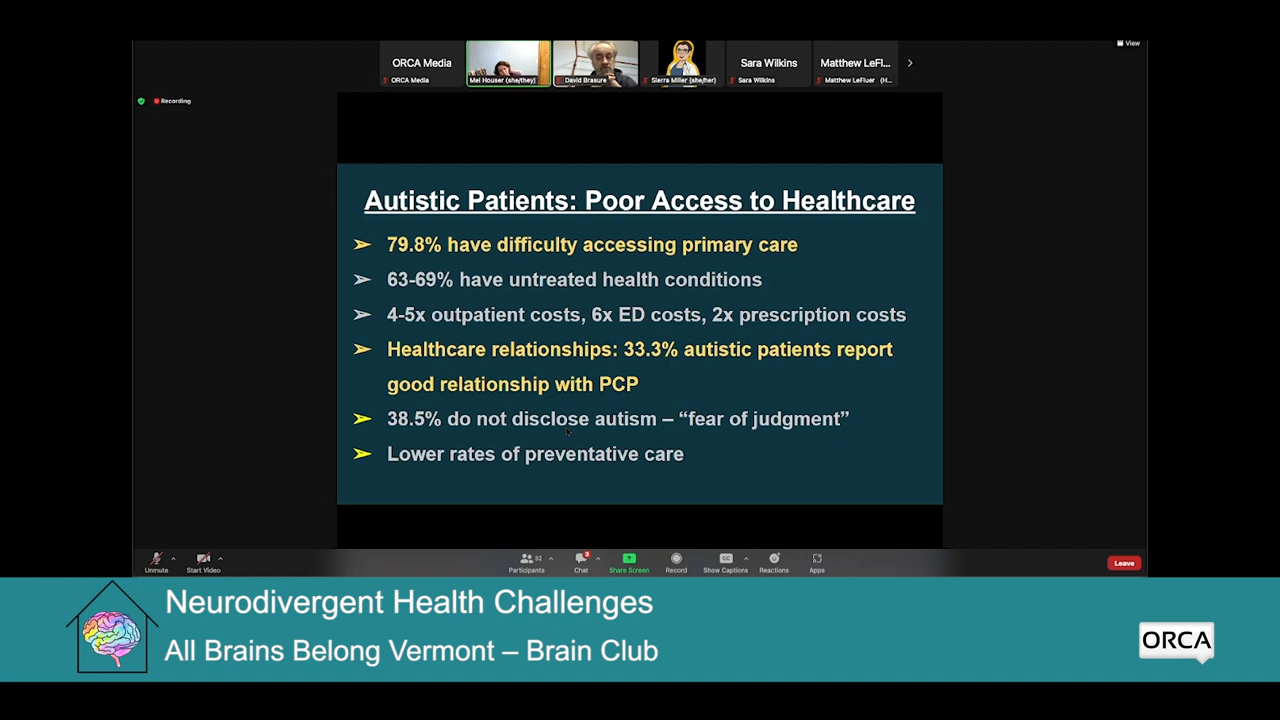 View
ORCA Media
Sara Wilkins
Matthew LeFl...
ORCA Media
Mel Houser (she/they)
David Brasure
Sierra Miller (she/her)
Sara Wilkins
Matthew LeFluer (H...
Recording
Autistic Patients: Poor Access to Healthcare
➢ 79.8% have difficulty accessing primary care
➢ 63-69% have untreated health conditions
➢ 4-5x outpatient costs, 6x ED costs, 2x prescription costs
➢ Healthcare relationships: 33.3% autistic patients report
good relationship with PCP
➢ 38.5% do not disclose autism – “fear of judgment”
➢ Lower rates of preventative care
Unmute
Start Video
Participants
Chat
Share Screen
Record
CC
Show Captions
Reactions
Apps
Leave
Neurodivergent Health Challenges
All Brains Belong Vermont – Brain Club
ORCA